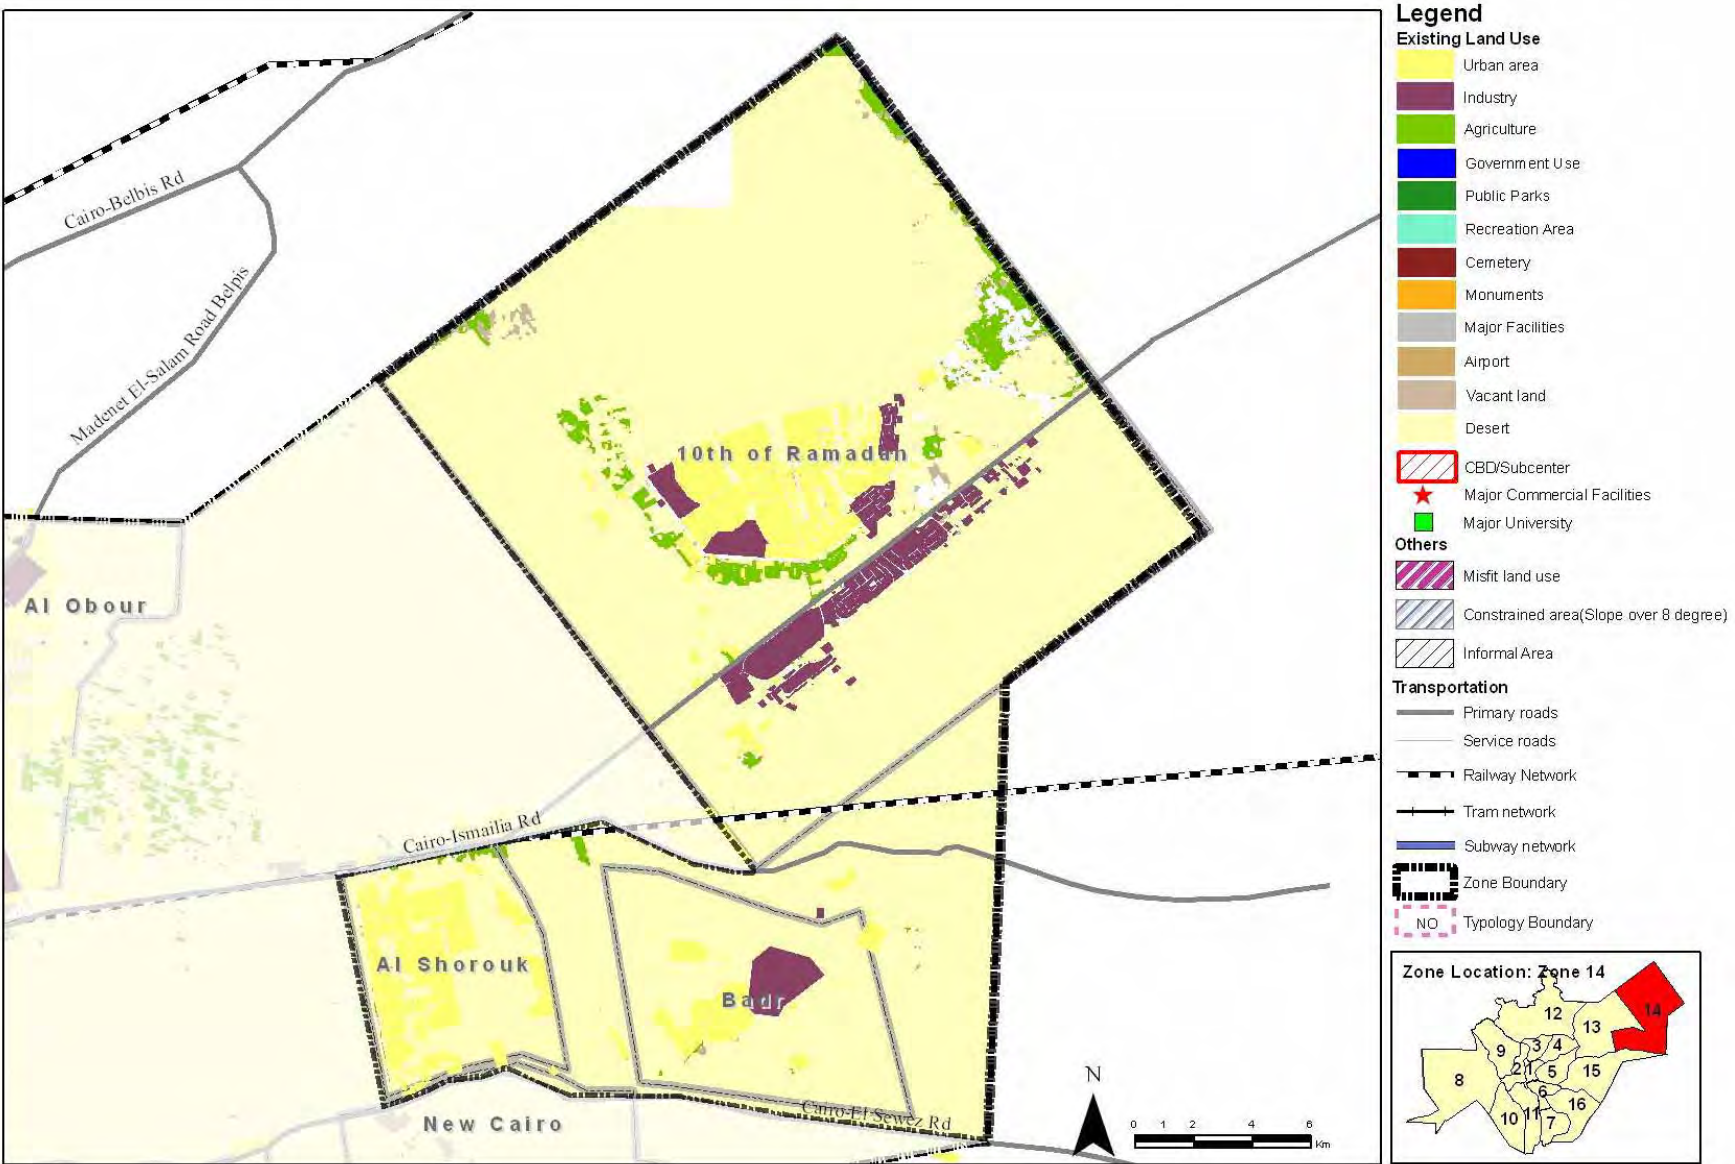 Cairo-Belbis Rd
Madenet El-Salam Road Belpis
10th of Ramadan
Al Obour
Cairo-Ismailia Rd
Al Shorouk
Badr
New Cairo
Cairo-El-Sewez Rd
N
0 1 2 4 6
Km
Legend
Existing Land Use
Urban area
Industry
Agriculture
Government Use
Public Parks
Recreation Area
Cemetery
Monuments
Major Facilities
Airport
Vacant land
Desert
CBD/Subcenter
Major Commercial Facilities
Major University
Others
Misfit land use
Constrained area(Slope over 8 degree)
Informal Area
Transportation
Primary roads
Service roads
Railway Network
Tram network
Subway network
Zone Boundary
NO Typology Boundary
Zone Location: Zone 14
14
12
13
3 4
9
2 1 5 15
8
6
16
10 11 7